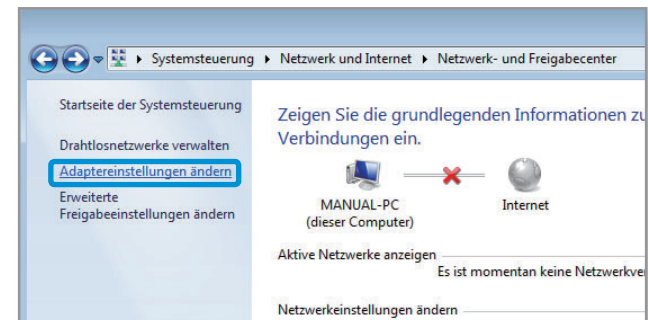 Systemsteuerung Netzwerk und Internet Netzwerk- und Freigabecenter
Startseite der Systemsteuerung
Drahtlosnetzwerke verwalten
Adaptereinstellungen ändern
Erweiterte
Freigabeeinstellungen ändern
Zeigen Sie die grundlegenden Informationen zu
Verbindungen ein.
MANUAL-PC
(dieser Computer)
Internet
Aktive Netzwerke anzeigen
Es ist momentan keine Netzwerkve
Netzwerkeinstellungen ändern